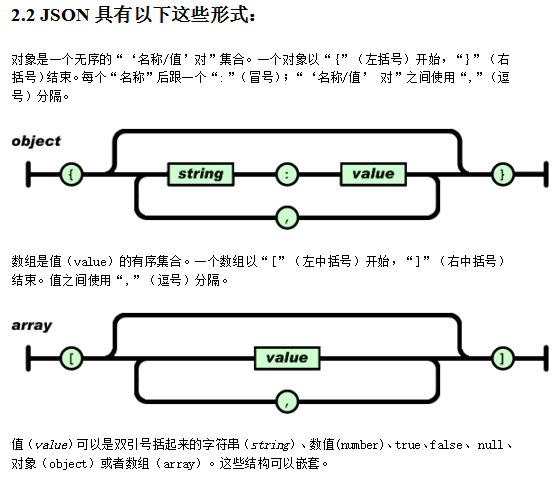 2.2 JSON 具有以下这些形式：
对象是一个无序的“‘名称/值’对”集合。一个对象以“{”（左括号）开始，“}”（右
括号)结束。每个“名称”后跟一个“:”（冒号）；“‘名称/值’ 对”之间使用“,”（逗
号）分隔。
object
{ string : value }
,
数组是值（value）的有序集合。一个数组以“[”（左中括号）开始，“]”（右中括号）
结束。值之间使用“,”（逗号）分隔。
array
[ value ]
,
值（value）可以是双引号括起来的字符串（string）、数值(number)、true、false、 null、
对象（object）或者数组（array）。这些结构可以嵌套。